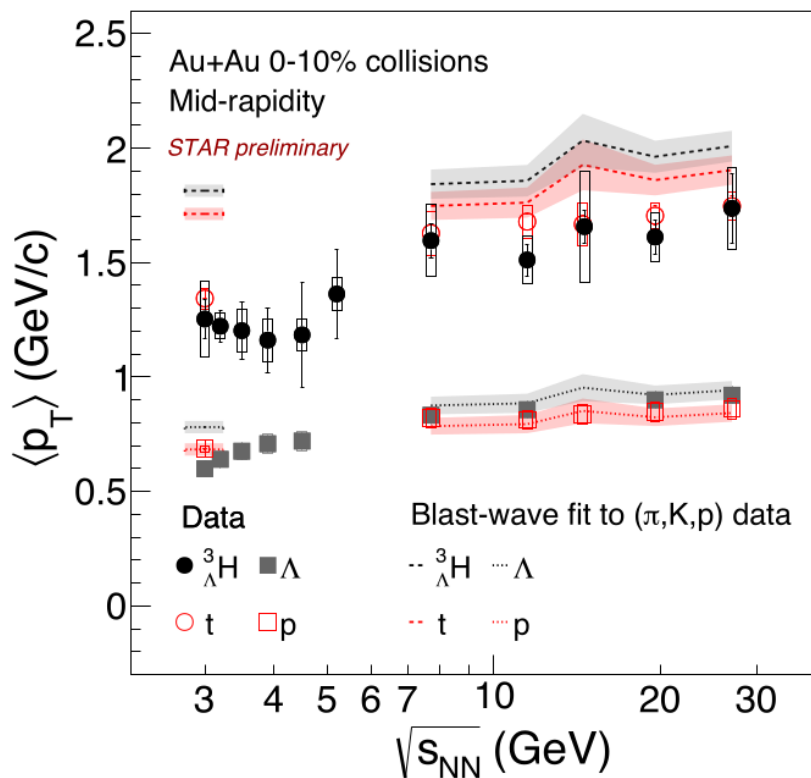 Au+Au 0-10% collisions
Mid-rapidity
STAR preliminary
⟨p_T⟩ (GeV/c)
2.5
2
1.5
1
0.5
0
Data
³_ΛH
Λ
t
p
Blast-wave fit to (π,K,p) data
³_ΛH
Λ
t
p
3 4 5 6 7 10 20 30
√s_NN (GeV)